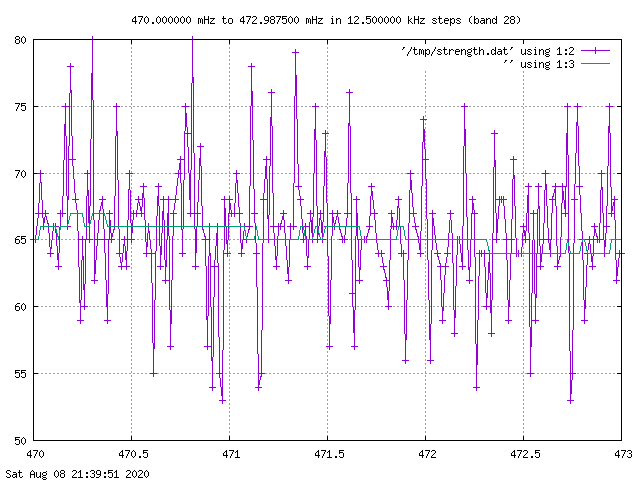 470.000000 mHz to 472.987500 mHz in 12.500000 kHz steps (band 28)
'/tmp/strength.dat' using 1:2
'' using 1:3
80
75
70
65
60
55
50
470 470.5 471 471.5 472 472.5 473
Sat Aug 08 21:39:51 2020